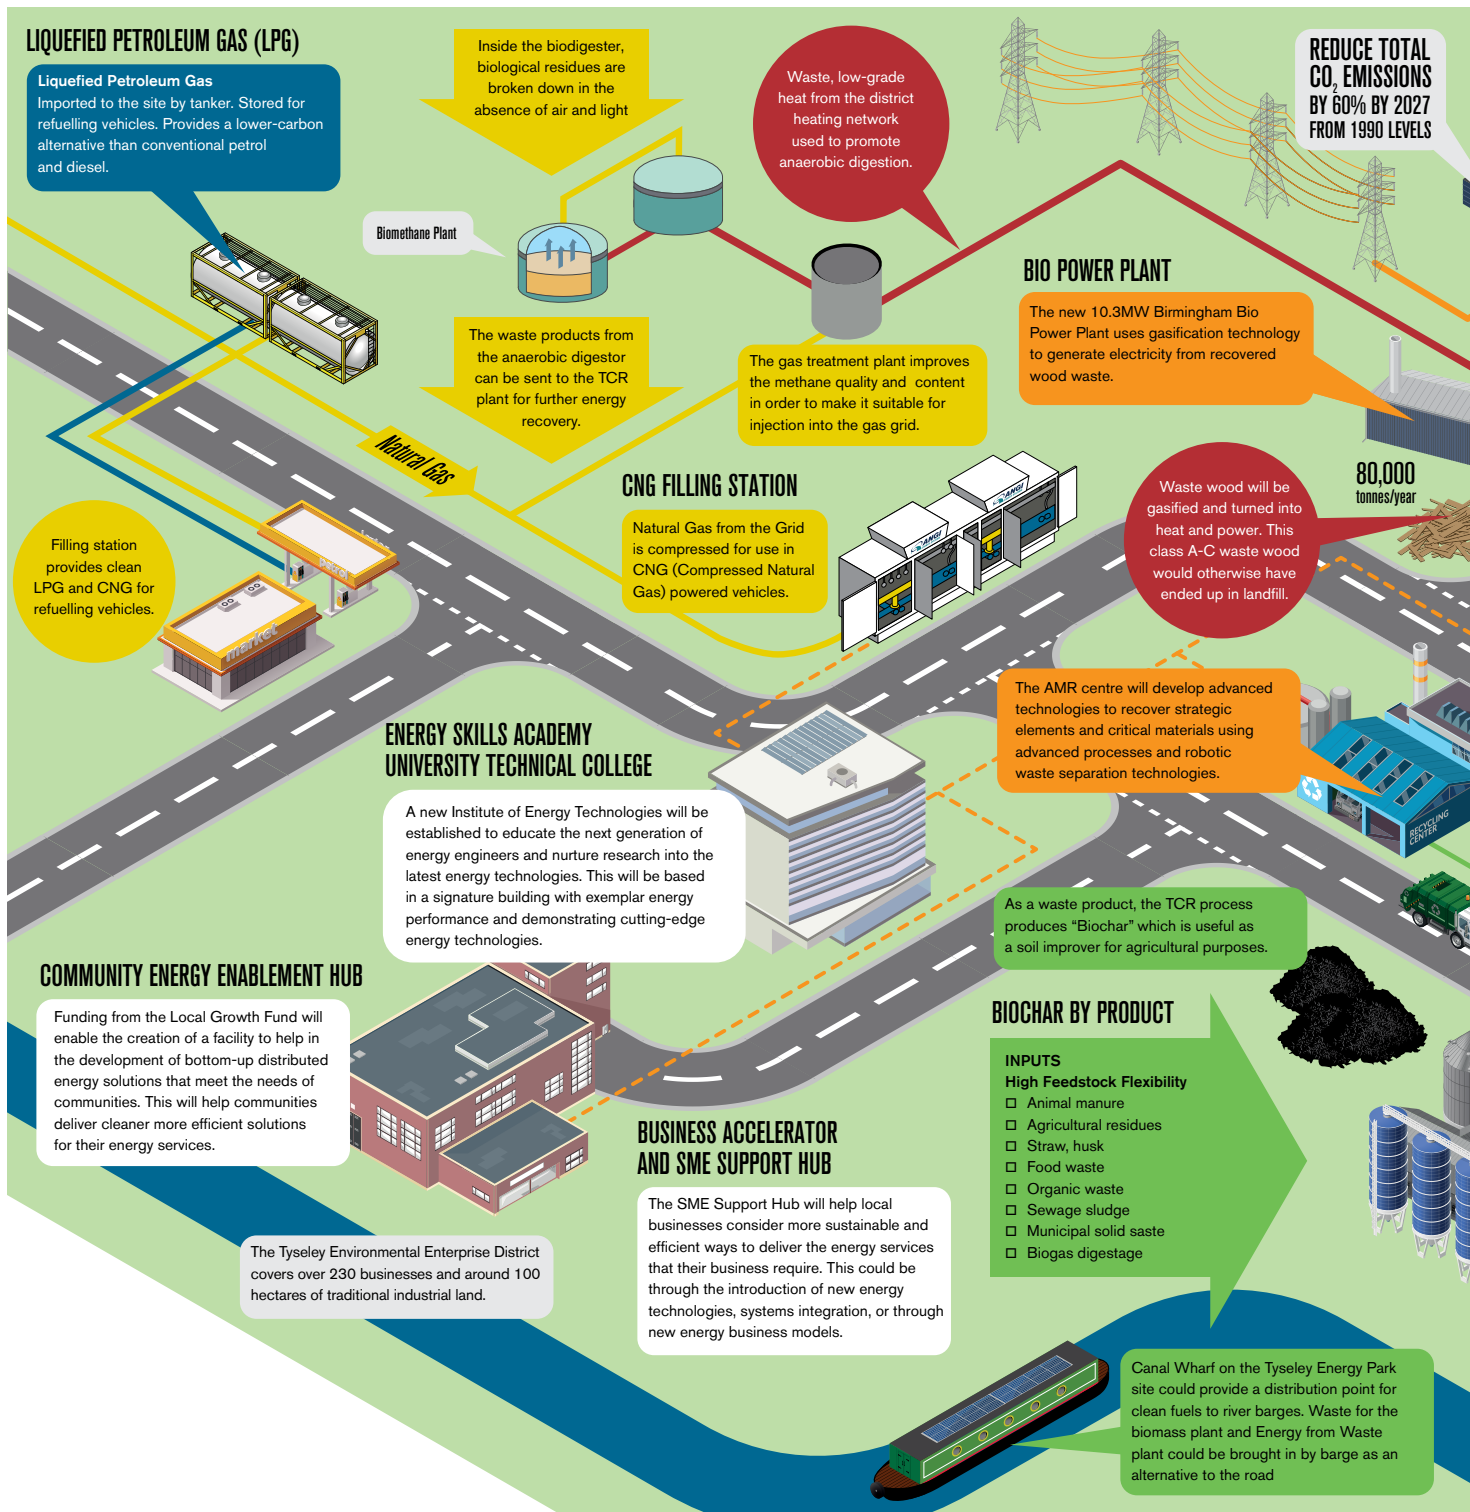 LIQUEFIED PETROLEUM GAS (LPG)
Liquefied Petroleum Gas
Imported to the site by tanker. Stored for
refuelling vehicles. Provides a lower-carbon
alternative than conventional petrol
and diesel.
Inside the biodigester,
biological residues are
broken down in the
absence of air and light
Waste, low-grade
heat from the district
heating network
used to promote
anaerobic digestion.
REDUCE TOTAL
CO2 EMISSIONS
BY 60% BY 2027
FROM 1990 LEVELS
Biomethane Plant
BIO POWER PLANT
The new 10.3MW Birmingham Bio
Power Plant uses gasification technology
to generate electricity from recovered
wood waste.
The waste products from
the anaerobic digestor
can be sent to the TCR
plant for further energy
recovery.
The gas treatment plant improves
the methane quality and content
in order to make it suitable for
injection into the gas grid.
Natural Gas
CNG FILLING STATION
Natural Gas from the Grid
is compressed for use in
CNG (Compressed Natural
Gas) powered vehicles.
ANGI
ANGI
80,000
tonnes/year
Waste wood will be
gasified and turned into
heat and power. This
class A-C waste wood
would otherwise have
ended up in landfill.
Filling station
provides clean
LPG and CNG for
refuelling vehicles.
petrol
market
The AMR centre will develop advanced
technologies to recover strategic
elements and critical materials using
advanced processes and robotic
waste separation technologies.
RECYCLING
CENTER
ENERGY SKILLS ACADEMY
UNIVERSITY TECHNICAL COLLEGE
A new Institute of Energy Technologies will be
established to educate the next generation of
energy engineers and nurture research into the
latest energy technologies. This will be based
in a signature building with exemplar energy
performance and demonstrating cutting-edge
energy technologies.
As a waste product, the TCR process
produces “Biochar” which is useful as
a soil improver for agricultural purposes.
COMMUNITY ENERGY ENABLEMENT HUB
Funding from the Local Growth Fund will
enable the creation of a facility to help in
the development of bottom-up distributed
energy solutions that meet the needs of
communities. This will help communities
deliver cleaner more efficient solutions
for their energy services.
BIOCHAR BY PRODUCT
INPUTS
High Feedstock Flexibility
Animal manure
Agricultural residues
Straw, husk
Food waste
Organic waste
Sewage sludge
Municipal solid saste
Biogas digestage
BUSINESS ACCELERATOR
AND SME SUPPORT HUB
The SME Support Hub will help local
businesses consider more sustainable and
efficient ways to deliver the energy services
that their business require. This could be
through the introduction of new energy
technologies, systems integration, or through
new energy business models.
The Tyseley Environmental Enterprise District
covers over 230 businesses and around 100
hectares of traditional industrial land.
Canal Wharf on the Tyseley Energy Park
site could provide a distribution point for
clean fuels to river barges. Waste for the
biomass plant and Energy from Waste
plant could be brought in by barge as an
alternative to the road